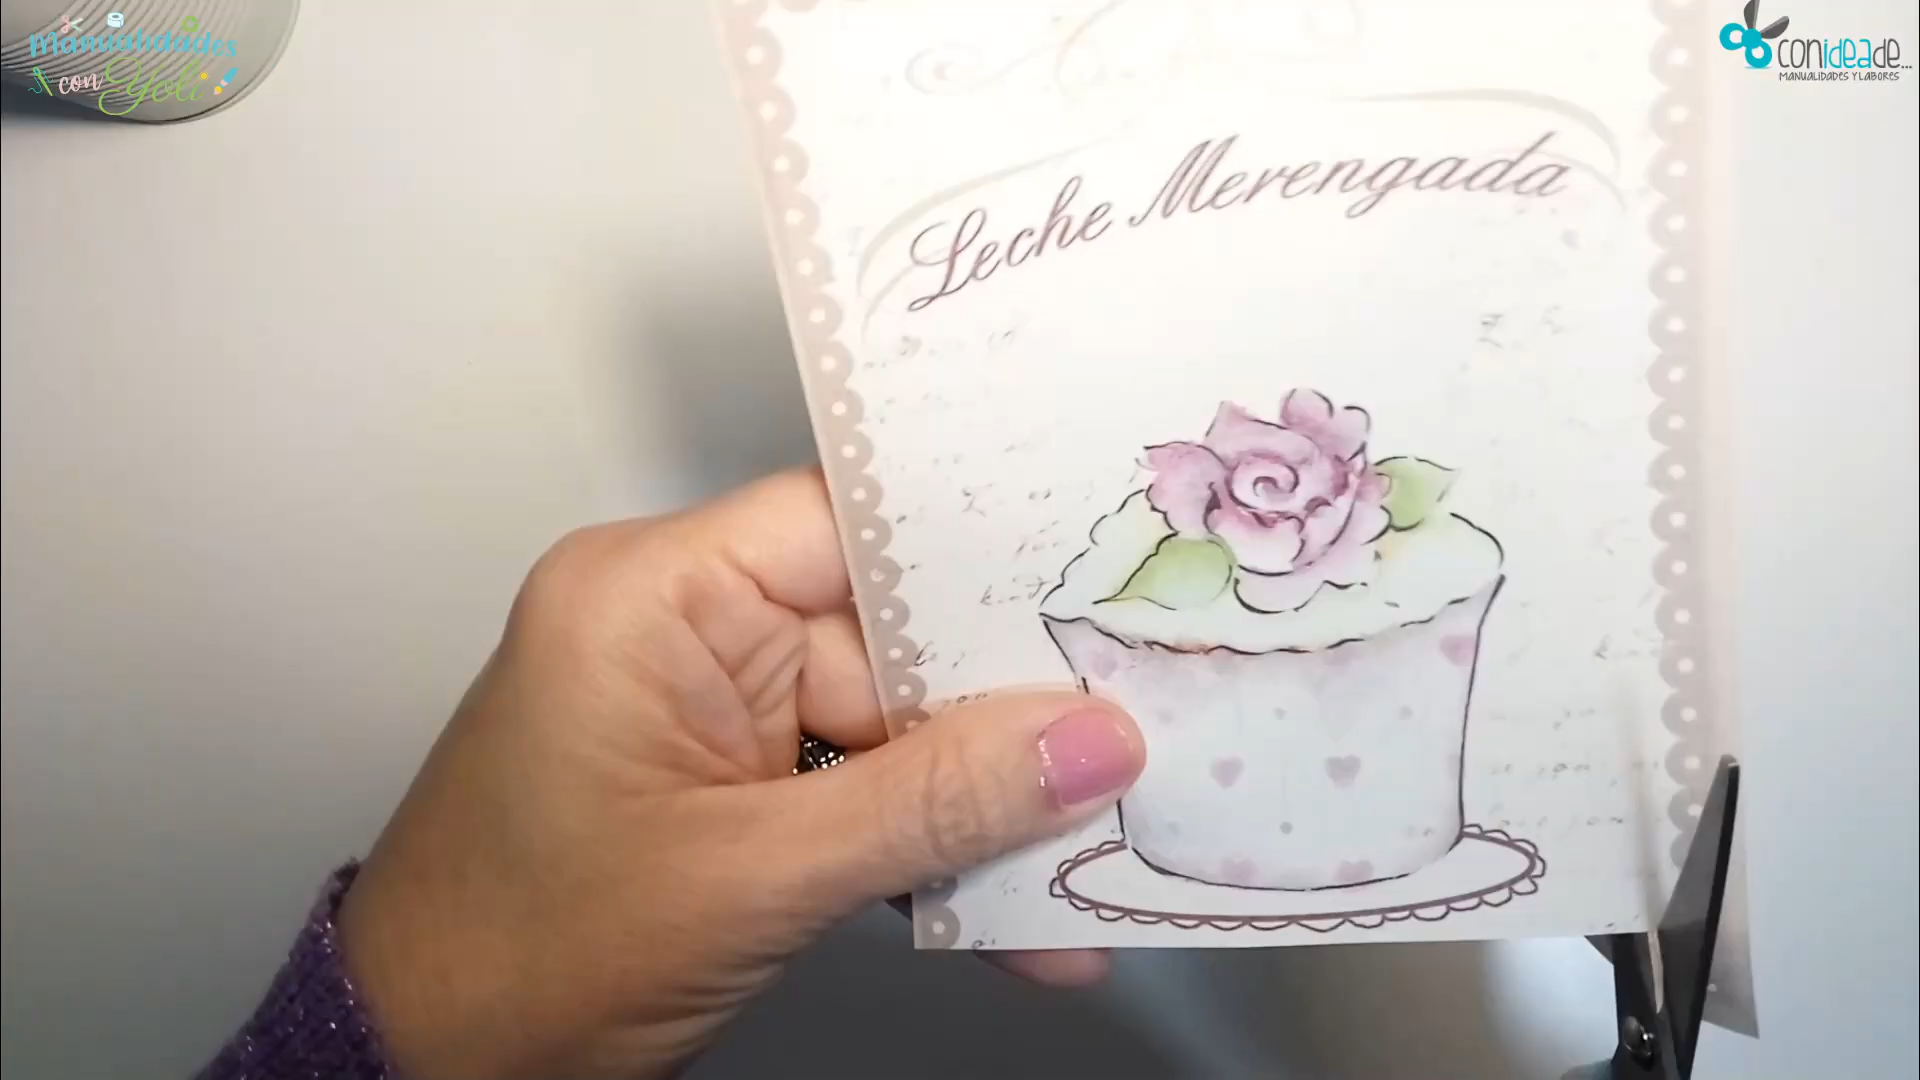 Manualidades
con Yoli
conideade...
MANUALIDADES Y LABORES
Leche Merengada